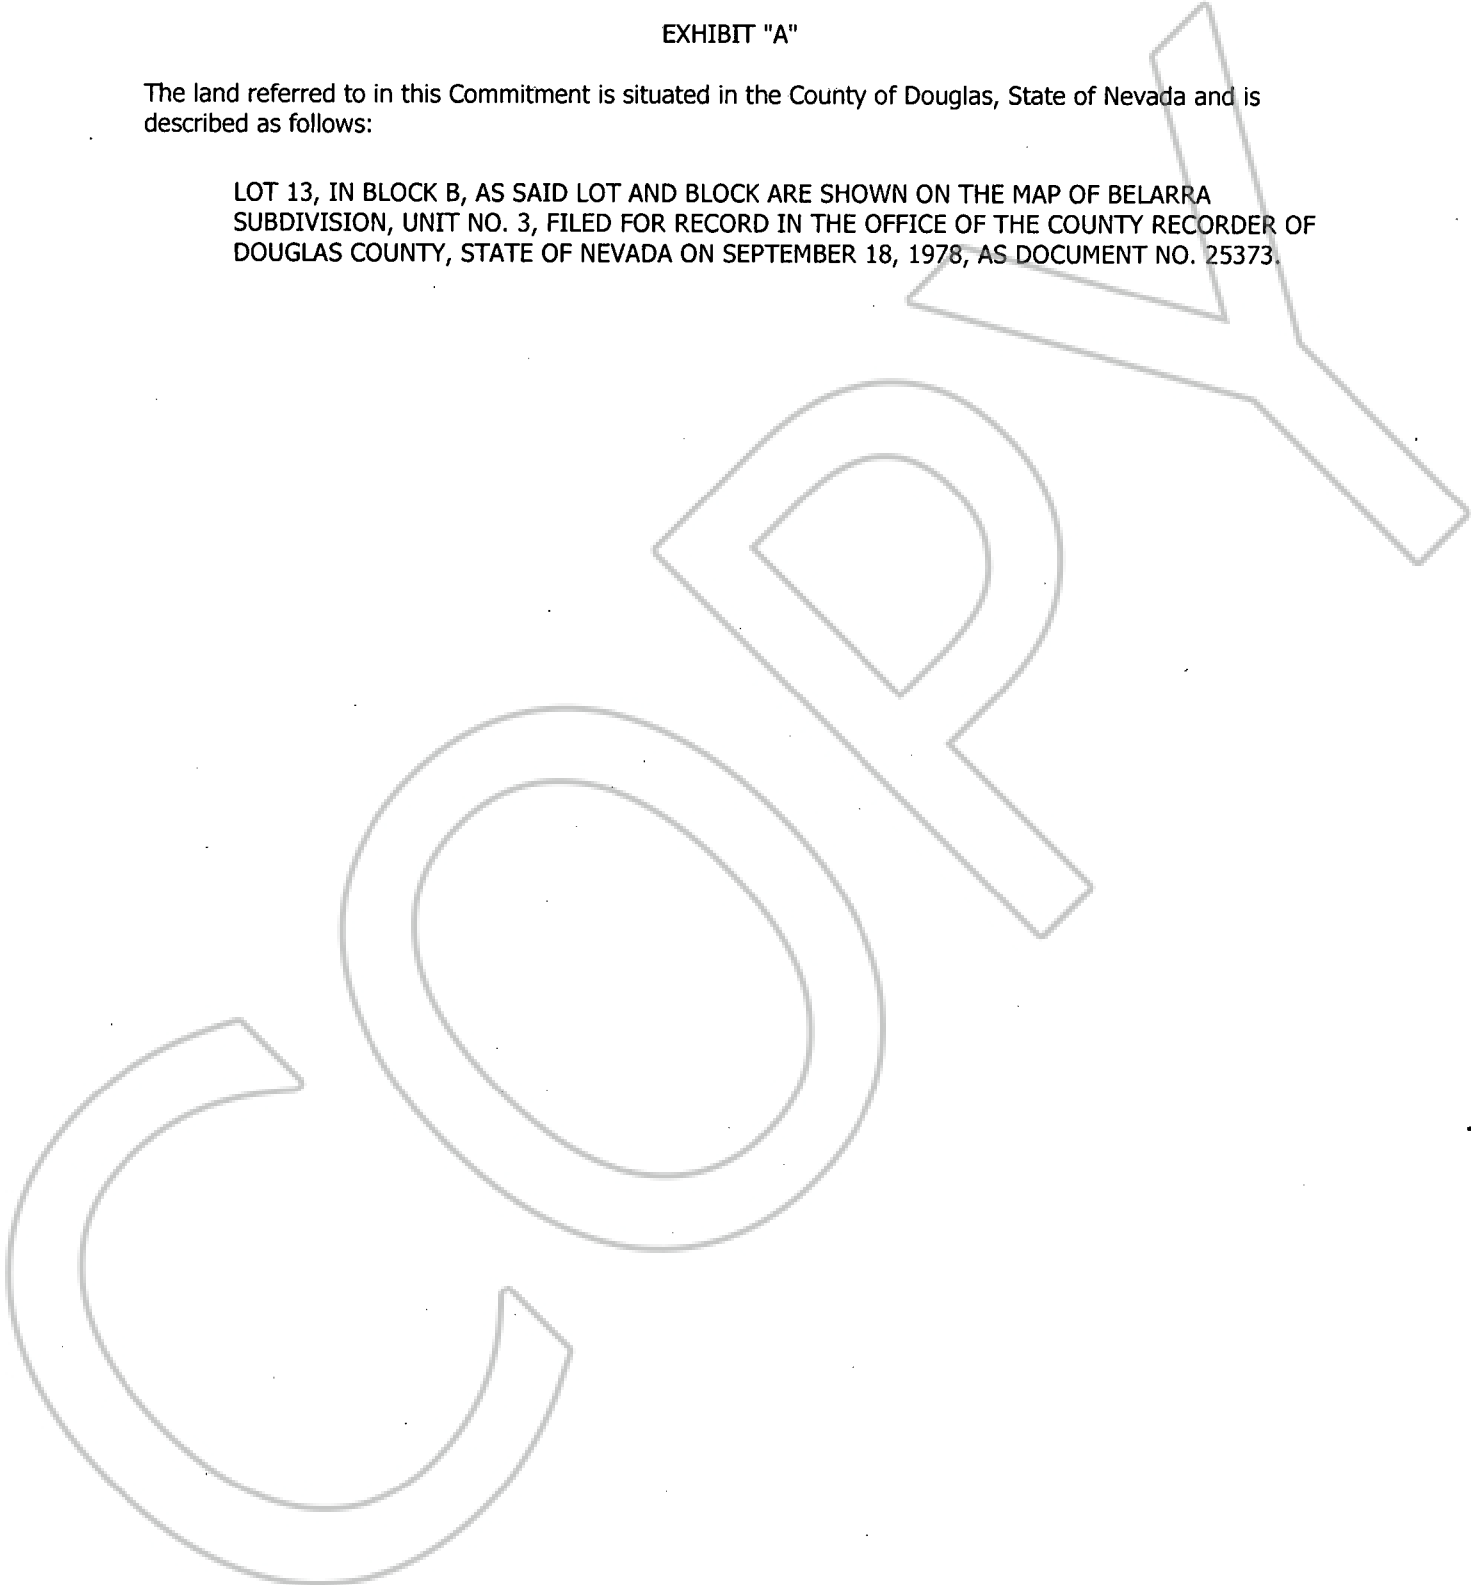 EXHIBIT "A"
The land referred to in this Commitment is situated in the County of Douglas, State of Nevada and is
described as follows:
LOT 13, IN BLOCK B, AS SAID LOT AND BLOCK ARE SHOWN ON THE MAP OF BELARRA
SUBDIVISION, UNIT NO. 3, FILED FOR RECORD IN THE OFFICE OF THE COUNTY RECORDER OF
DOUGLAS COUNTY, STATE OF NEVADA ON SEPTEMBER 18, 1978, AS DOCUMENT NO. 25373.
COPY